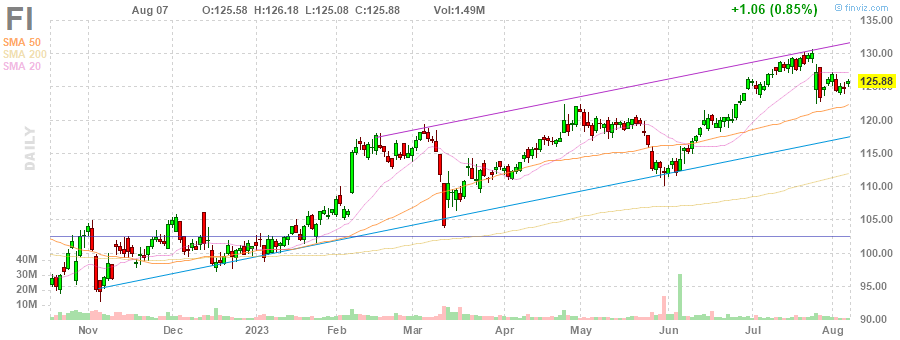 FI Aug 07 O:125.58 H:126.18 L:125.08 C:125.88 Vol:1.49M +1.06 (0.85%) © finviz.com
135.00
SMA 50
SMA 200
130.00
SMA 20
125.88
125.00
120.00
DAILY
115.00
110.00
105.00
100.00
40M
30M
95.00
20M
10M
90.00
Nov Dec 2023 Feb Mar Apr May Jun Jul Aug